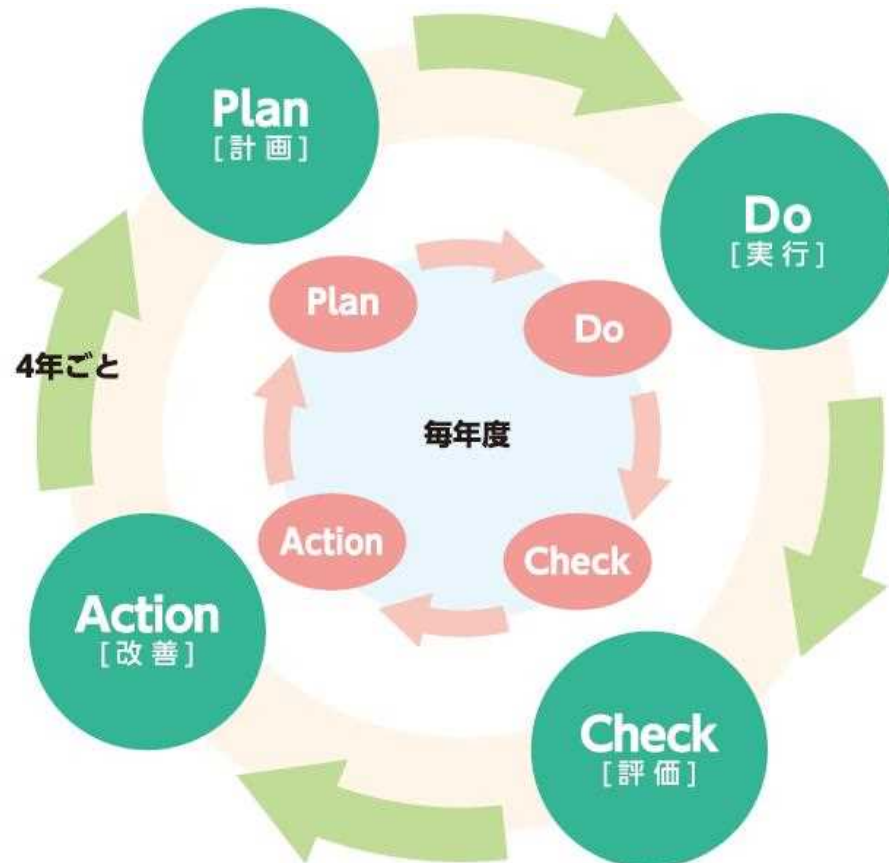 Plan
[計画]
Do
[実行]
Plan
Do
4年ごと
毎年度
Action
Check
Action
[改善]
Check
[評価]